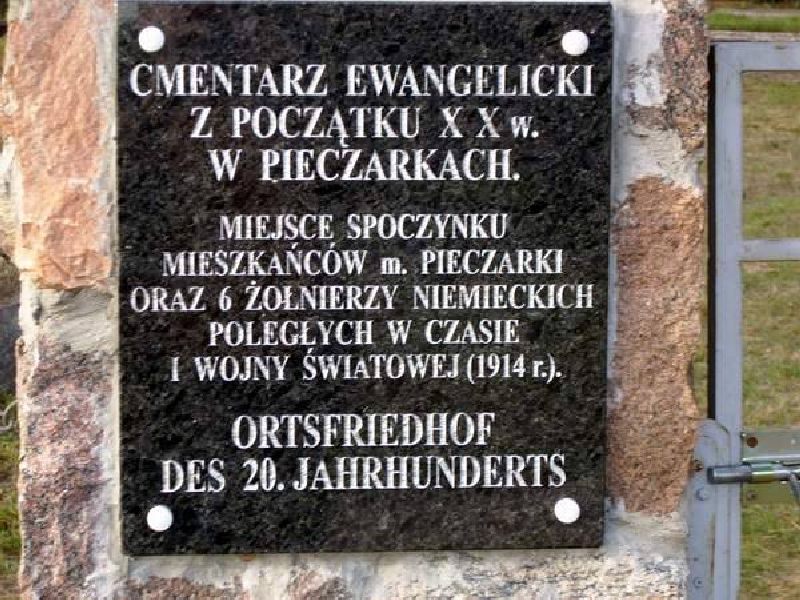 CMENTARZ EWANGELICKI
Z POCZĄTKU X X w.
W PIECZARKACH.
MIEJSCE SPOCZYNKU
MIESZKAŃCÓW m. PIECZARKI
ORAZ 6 ŻOŁNIERZY NIEMIECKICH
POLEGŁYCH W CZASIE
I WOJNY ŚWIATOWEJ (1914 r.).
ORTSFRIEDHOF
DES 20. JAHRHUNDERTS